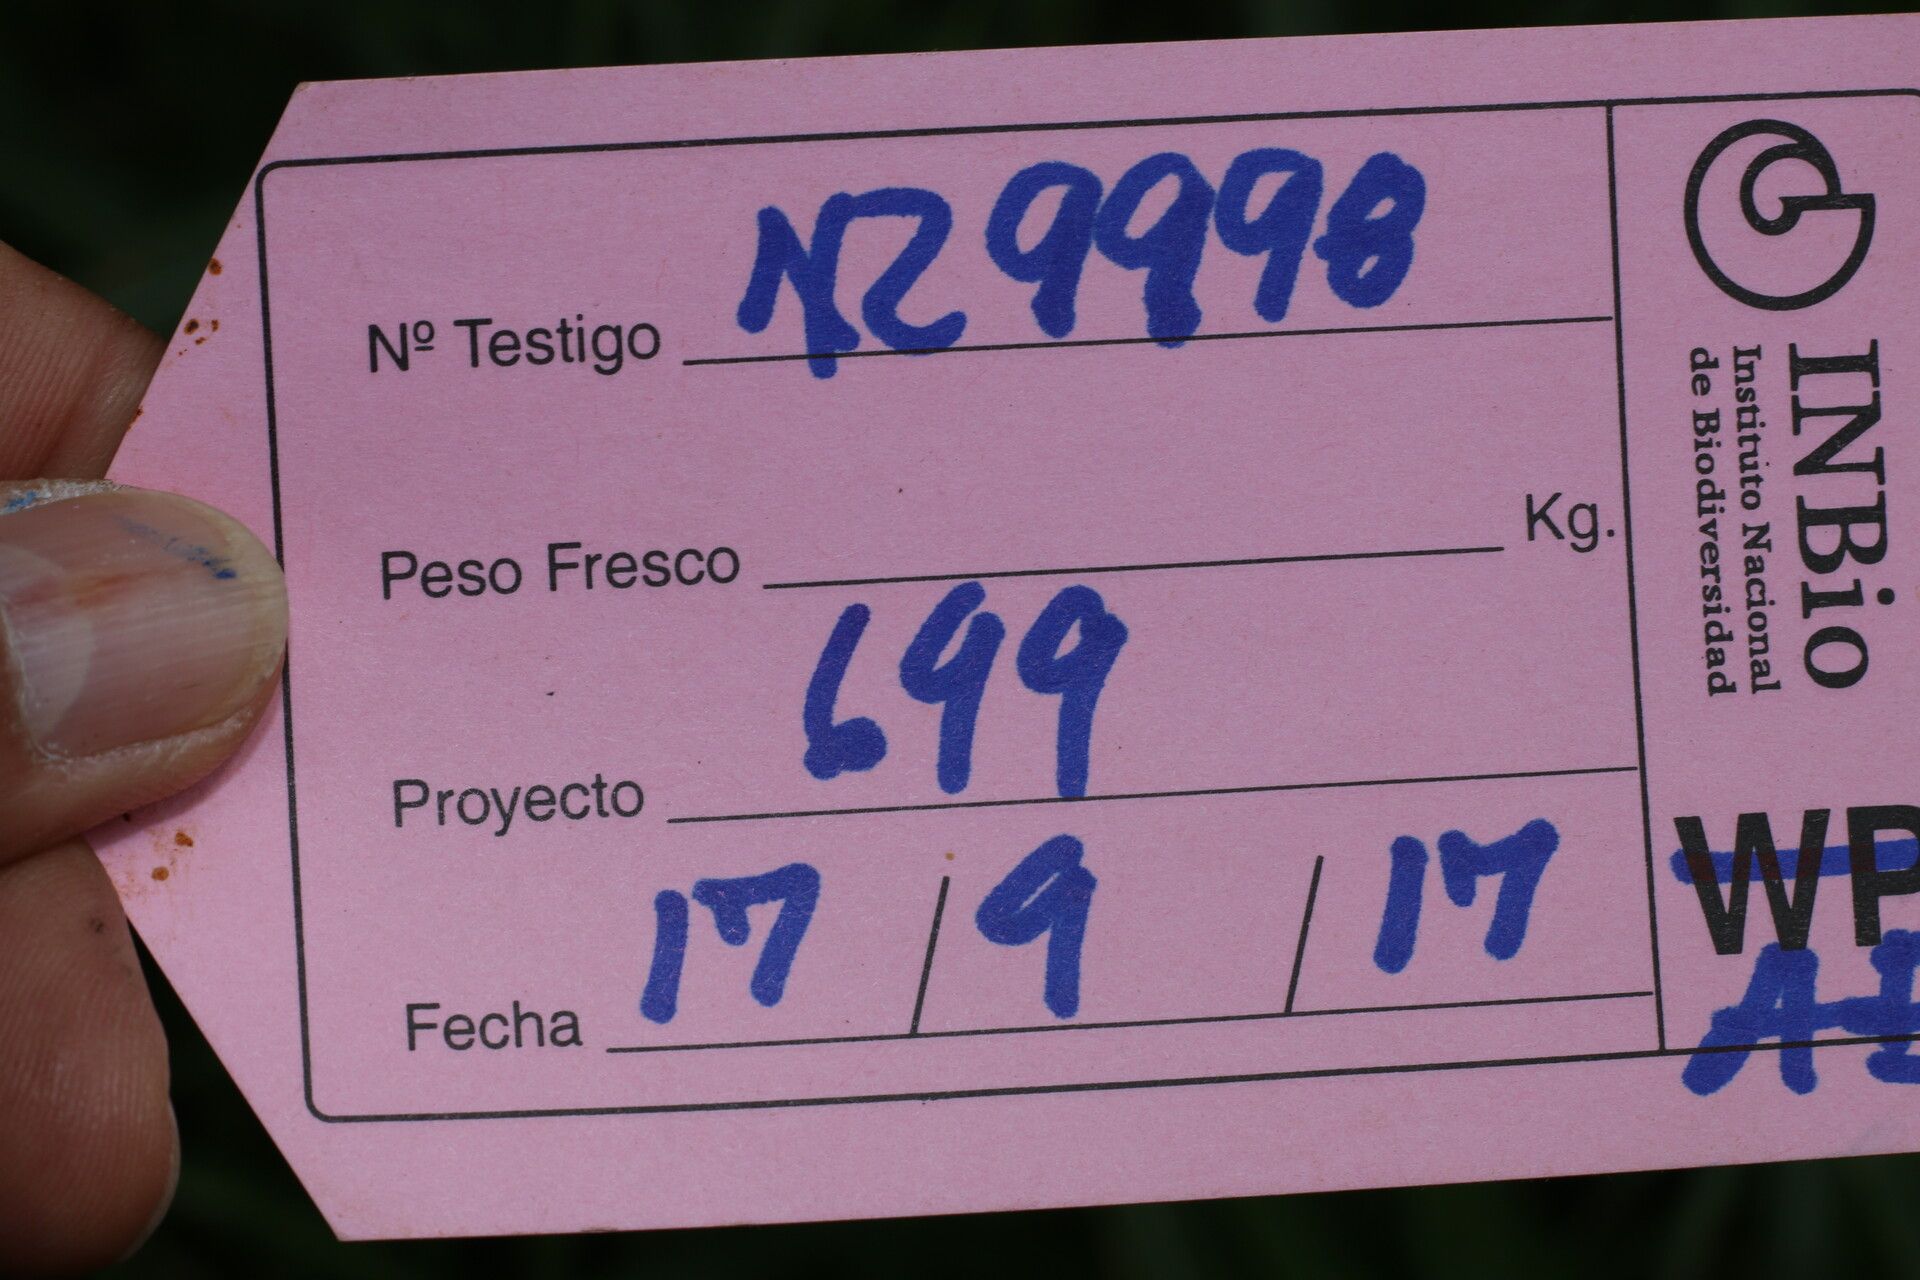 Nº Testigo NZ9998
Peso Fresco Kg.
Proyecto 699
Fecha 17/9/17
INBio
Instituto Nacional
de Biodiversidad
WP